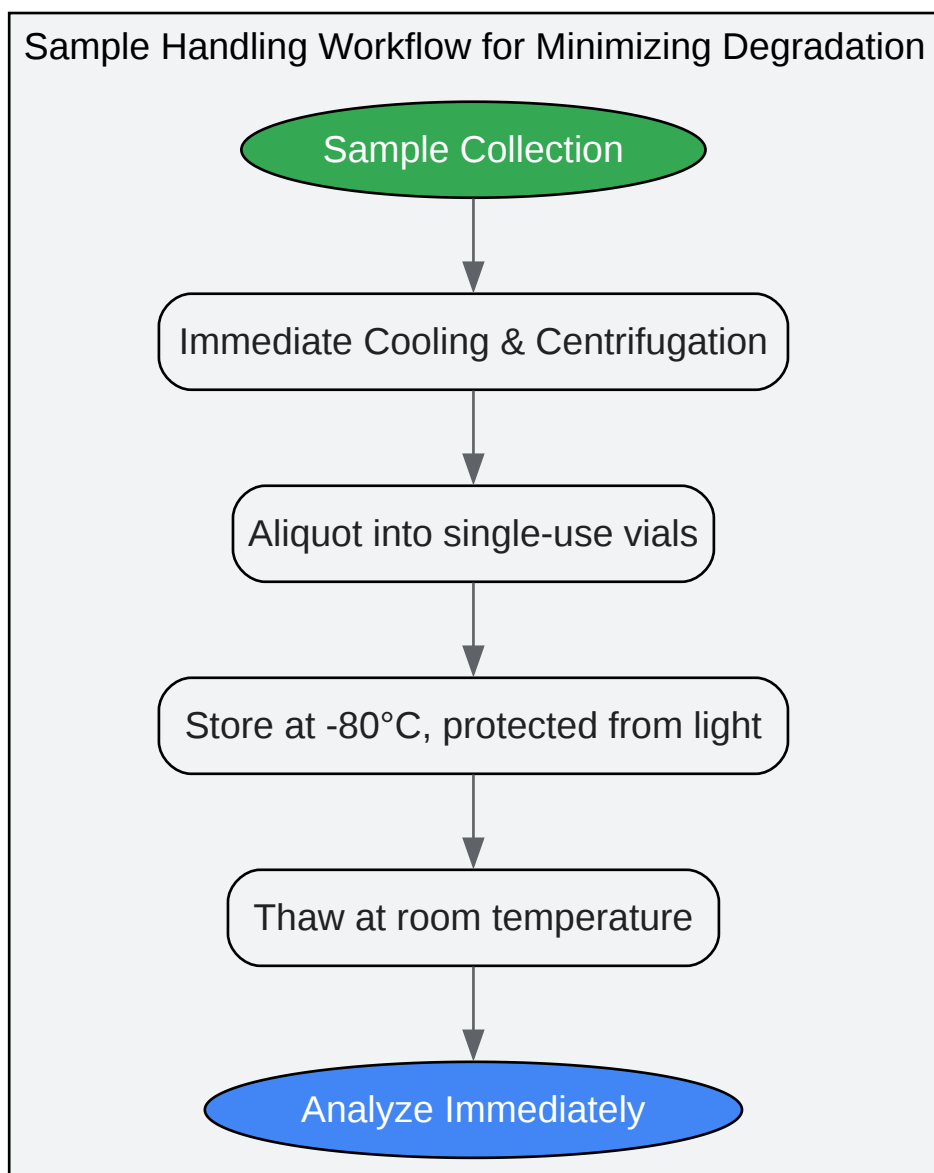 Sample Handling Workflow for Minimizing Degradation
Sample Collection
Immediate Cooling & Centrifugation
Aliquot into single-use vials
Store at -80°C, protected from light
Thaw at room temperature
Analyze Immediately